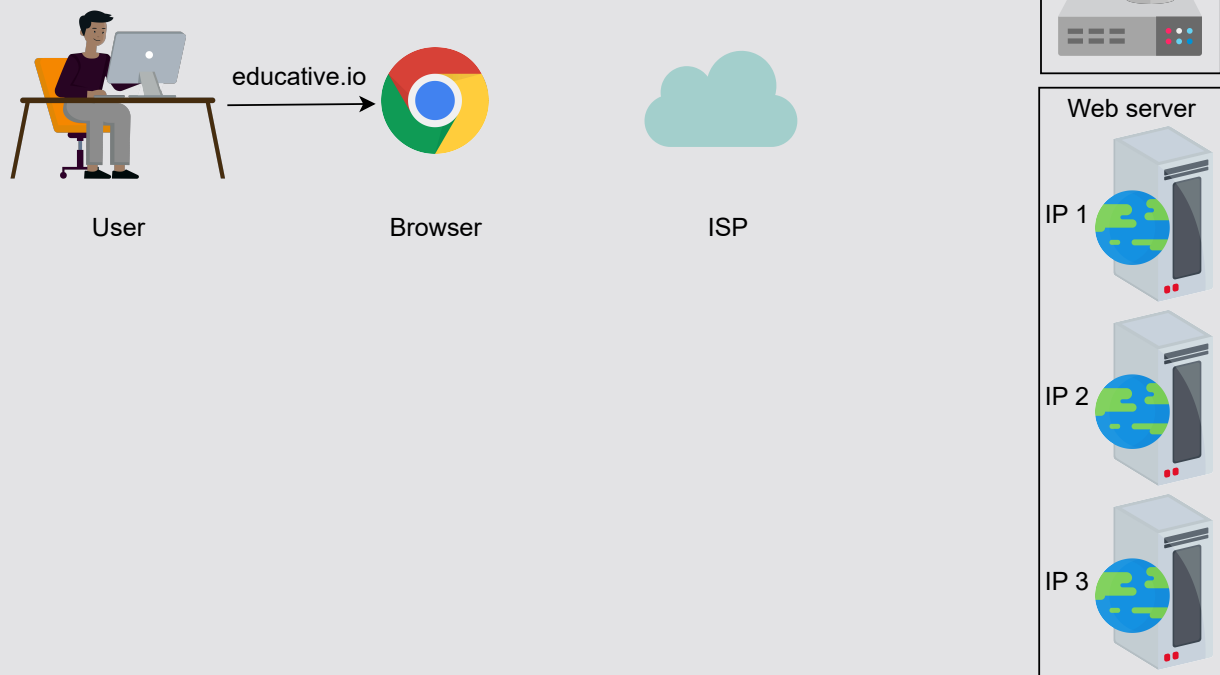 educative.io
Web server
User
Browser
ISP
IP 1
IP 2
IP 3